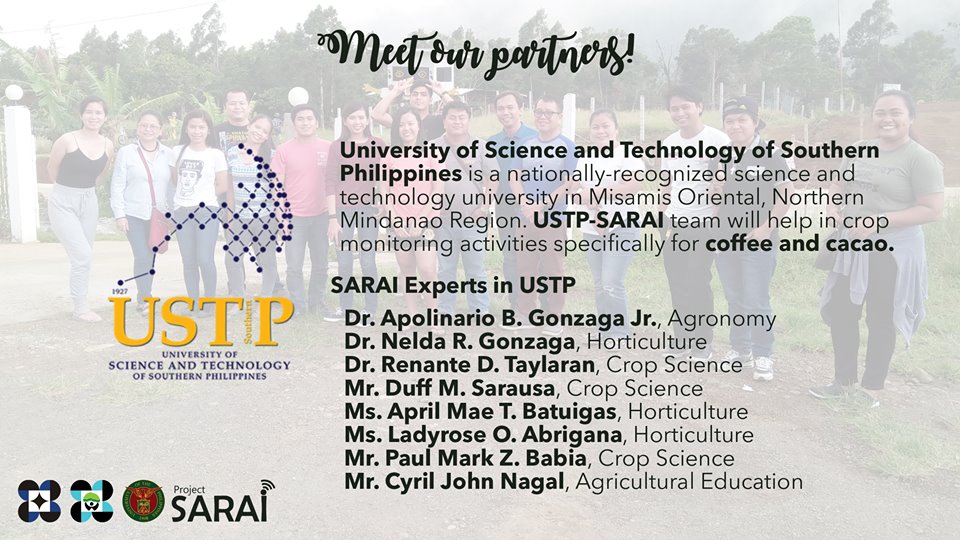 Meet our partners!
University of Science and Technology of Southern
Philippines is a nationally-recognized science and
technology university in Misamis Oriental, Northern
Mindanao Region. USTP-SARAI team will help in crop
monitoring activities specifically for coffee and cacao.
SARAI Experts in USTP
Dr. Apolinario B. Gonzaga Jr., Agronomy
Dr. Nelda R. Gonzaga, Horticulture
Dr. Renante D. Taylaran, Crop Science
Mr. Duff M. Sarausa, Crop Science
Ms. April Mae T. Batuigas, Horticulture
Ms. Ladyrose O. Abrigana, Horticulture
Mr. Paul Mark Z. Babia, Crop Science
Mr. Cyril John Nagal, Agricultural Education
1927
USTP
Southern
UNIVERSITY OF
SCIENCE AND TECHNOLOGY
OF SOUTHERN PHILIPPINES
Project
SARAI